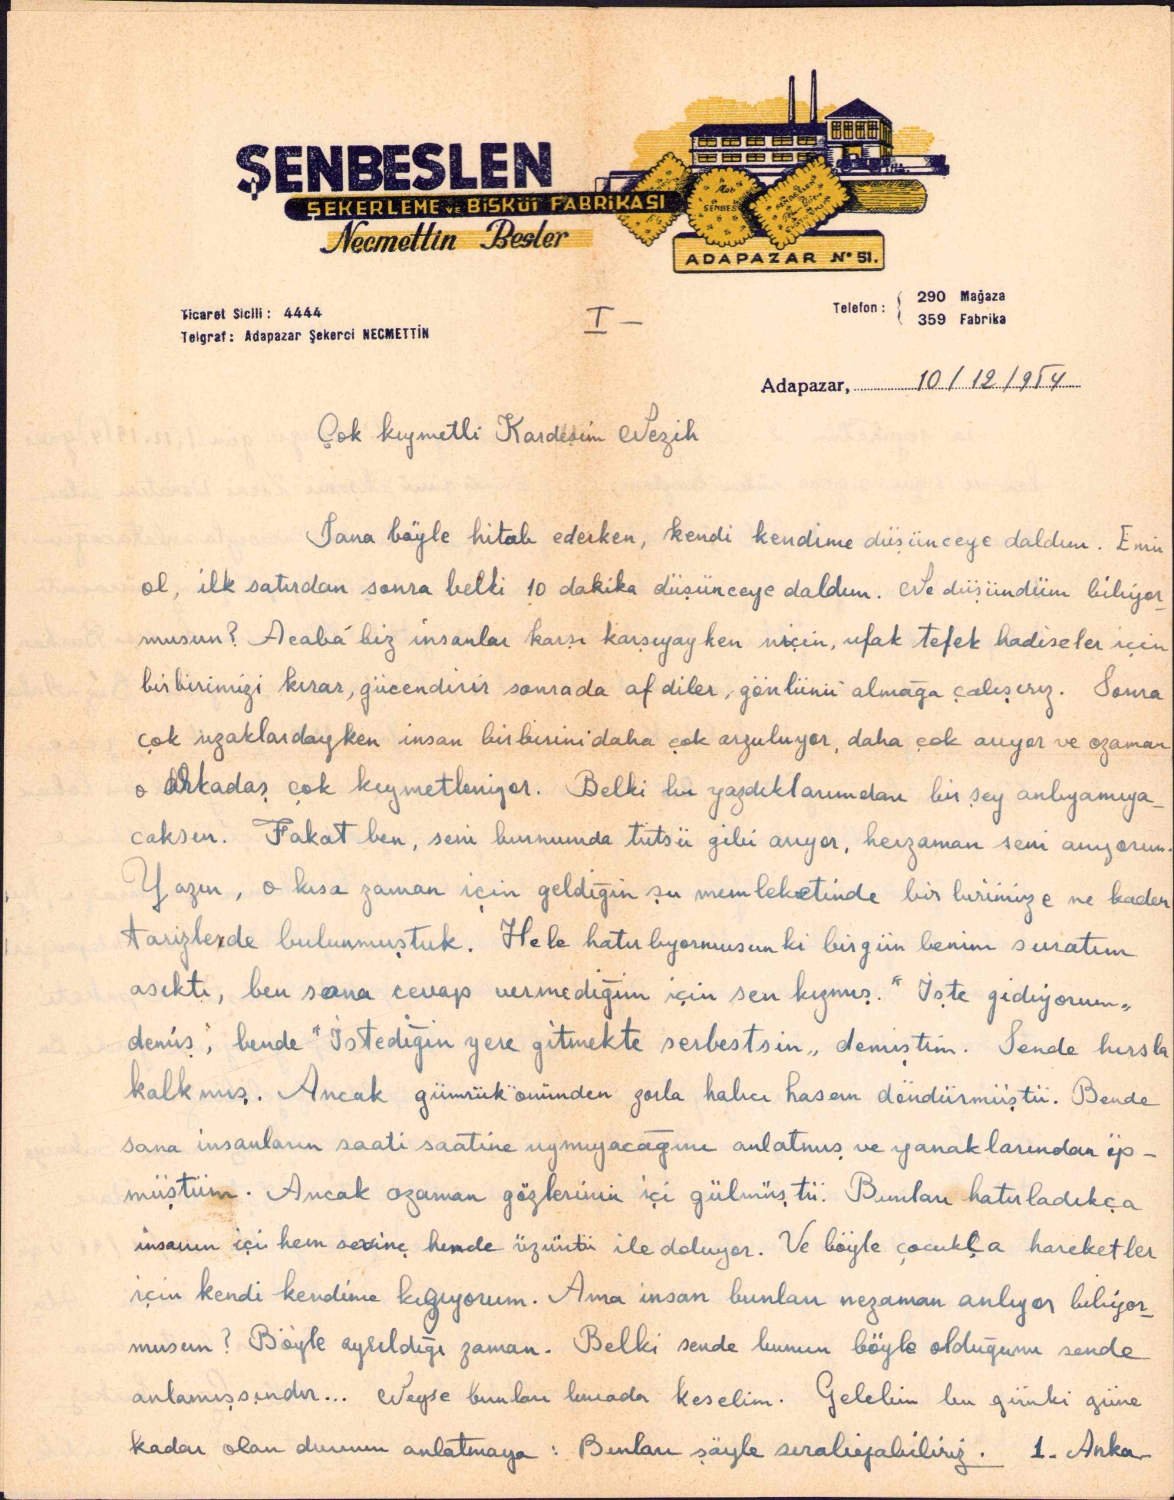 ŞENBESLEN
ŞEKERLEME VE BİSKÜİ FABRİKASI
Necmettin Besler
ADAPAZAR No 51.
Ticaret Sicili : 4444
Telgraf : Adapazar Şekerci NECMETTİN
Telefon : 290 Mağaza
359 Fabrika
I —
Adapazar, 10/12/954
Çok kıymetli Kardeşim Nezih
Sana böyle hitab ederken, kendi kendime düşünceye daldım. Emin
ol, ilk satırdan sonra belki 10 dakika düşünceye daldım. Ne düşündüm biliyor_
musun? Acaba biz insanlar karşı karşıyayken niçin, ufak tefek hadiseler için
birbirimizi kırar, gücendirir sonrada af diler, gönlünü almağa çalışırız. Sonra
çok uzaklardayken insan birbirini daha çok arzuluyor, daha çok arıyor ve ozaman
o Arkadaş çok kıymetleniyor. Belki bu yazdıklarımdan bir şey anlıyamıya_
caksın. Fakat ben, seni burnumda tütsü gibi arıyor, herzaman seni arıyorum.
Yazın, o kısa zaman için geldiğin şu memleketinde bir birimize ne kadar
tarizlerde bulunmuştuk. Hele hatırlıyormusunki birgün benim suratım
asıktı, ben sana cevap vermediğim için sen kızmış. " İşte gidiyorum„
demiş, bende " İstediğin yere gitmekte serbestsin„ demiştim. Sende hırsla
kalkmış. Ancak gümrük önünden zorla halıcı hasan döndürmüştü. Bende
sana insanların saati saatine uymıyacağını anlatmış ve yanaklarından öp_
müştüm. Ancak ozaman gözlerinin içi gülmüştü. Bunları hatırladıkça
insanın içi hem sevinç hemde üzüntü ile doluyor. Ve böyle çocukça hareketler
için kendi kendime kızıyorum. Ama insan bunları nezaman anlıyor biliyor_
musun? Böyle ayrıldığı zaman. Belki sende bunun böyle olduğunu sende
anlamışsındır... Neyse bunları burada keselim. Gelelim bu günki güne
kadar olan durumu anlatmaya : Bunları şöyle sıralıyabiliriz. 1- Anka_